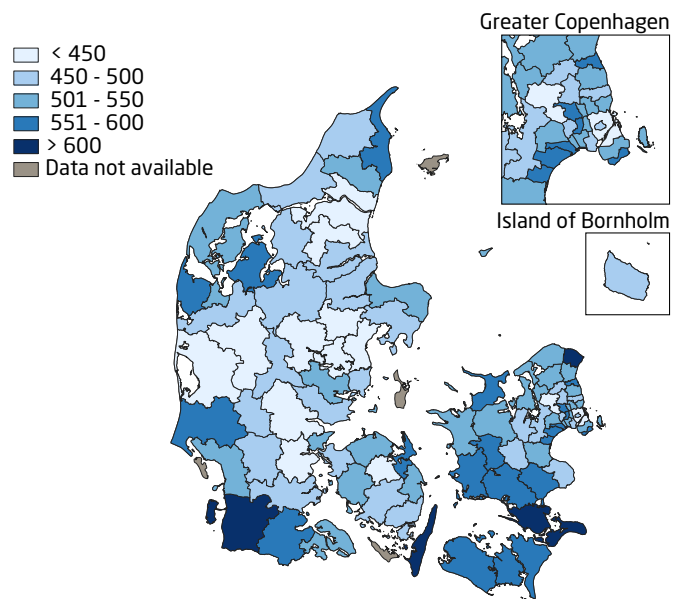 Greater Copenhagen
< 450
450 - 500
501 - 550
551 - 600
> 600
Data not available
Island of Bornholm